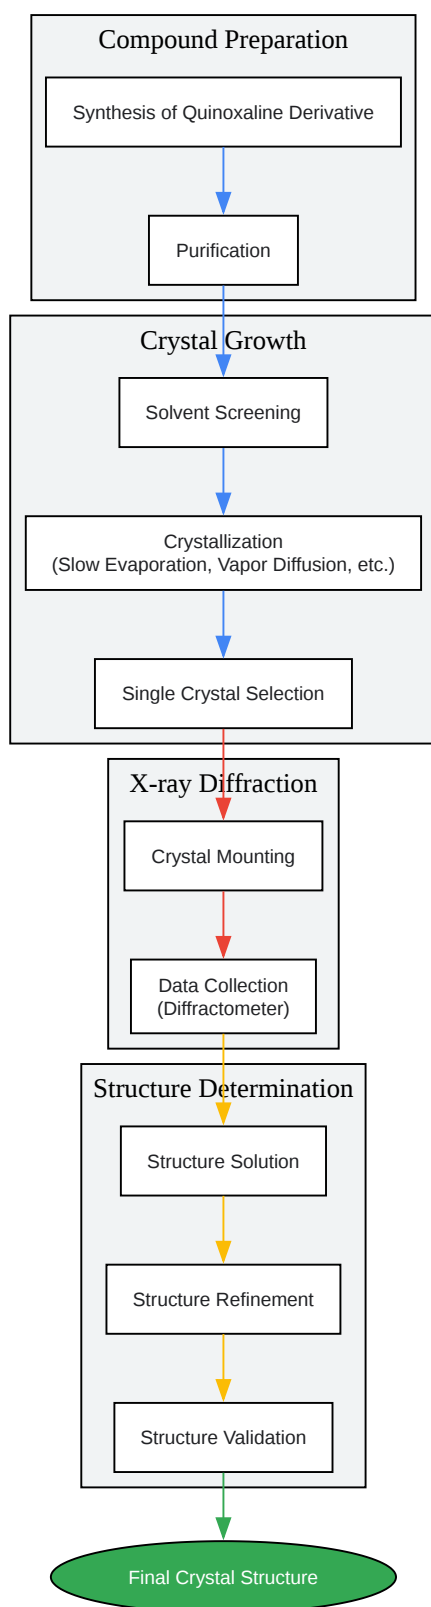 Compound Preparation
Synthesis of Quinoxaline Derivative
Purification
Crystal Growth
Solvent Screening
Crystallization
(Slow Evaporation, Vapor Diffusion, etc.)
Single Crystal Selection
X-ray Diffraction
Crystal Mounting
Data Collection
(Diffractometer)
Structure Determination
Structure Solution
Structure Refinement
Structure Validation
Final Crystal Structure